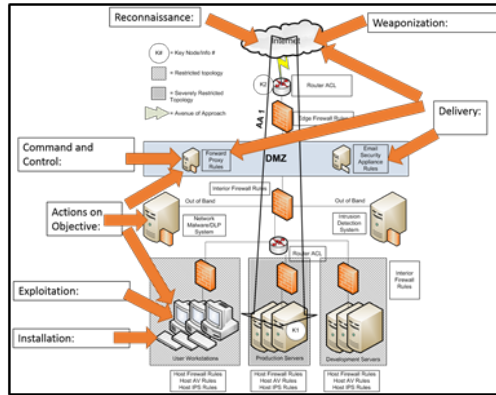 Reconnaissance:
Weaponization:
Internet
K# = Key Node/Info #
= Restricted topology
= Severely Restricted
Topology
= Avenue of Approach
K2
Router ACL
AA 1
Edge Firewall Rules
Delivery:
Command and
Control:
Forward
Proxy
Rules
DMZ
Email
Security
Appliance
Rules
Interior Firewall Rules
Actions on
Objective:
Out of Band
Out of Band
Network
Malware/DLP
System
Intrusion
Detection
System
Router ACL
Exploitation:
Interior
Firewall
Rules
Installation:
K1
User Workstations
Production Servers
Development Servers
Host Firewall Rules
Host AV Rules
Host IPS Rules
Host Firewall Rules
Host AV Rules
Host IPS Rules
Host Firewall Rules
Host AV Rules
Host IPS Rules